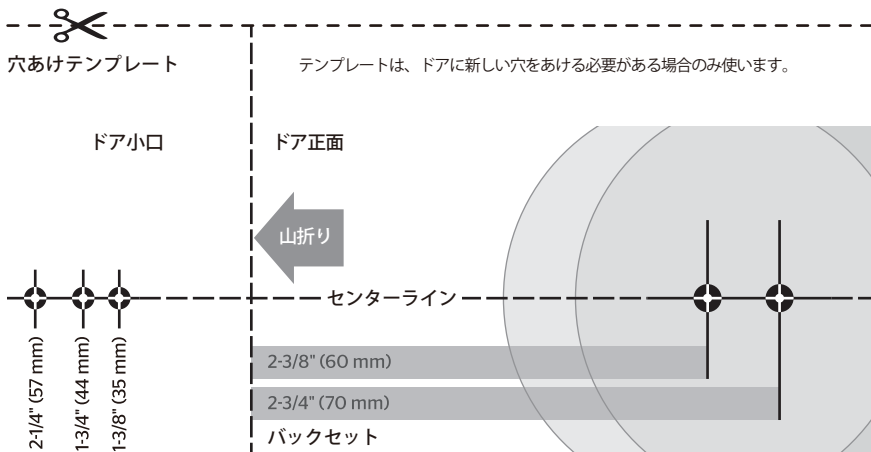 穴あけテンプレート
テンプレートは、ドアに新しい穴をあける必要がある場合のみ使います。
ドア小口
ドア正面
山折り
センターライン
2-3/8" (60 mm)
2-3/4" (70 mm)
バックセット
2-1/4" (57 mm)
1-3/4" (44 mm)
1-3/8" (35 mm)